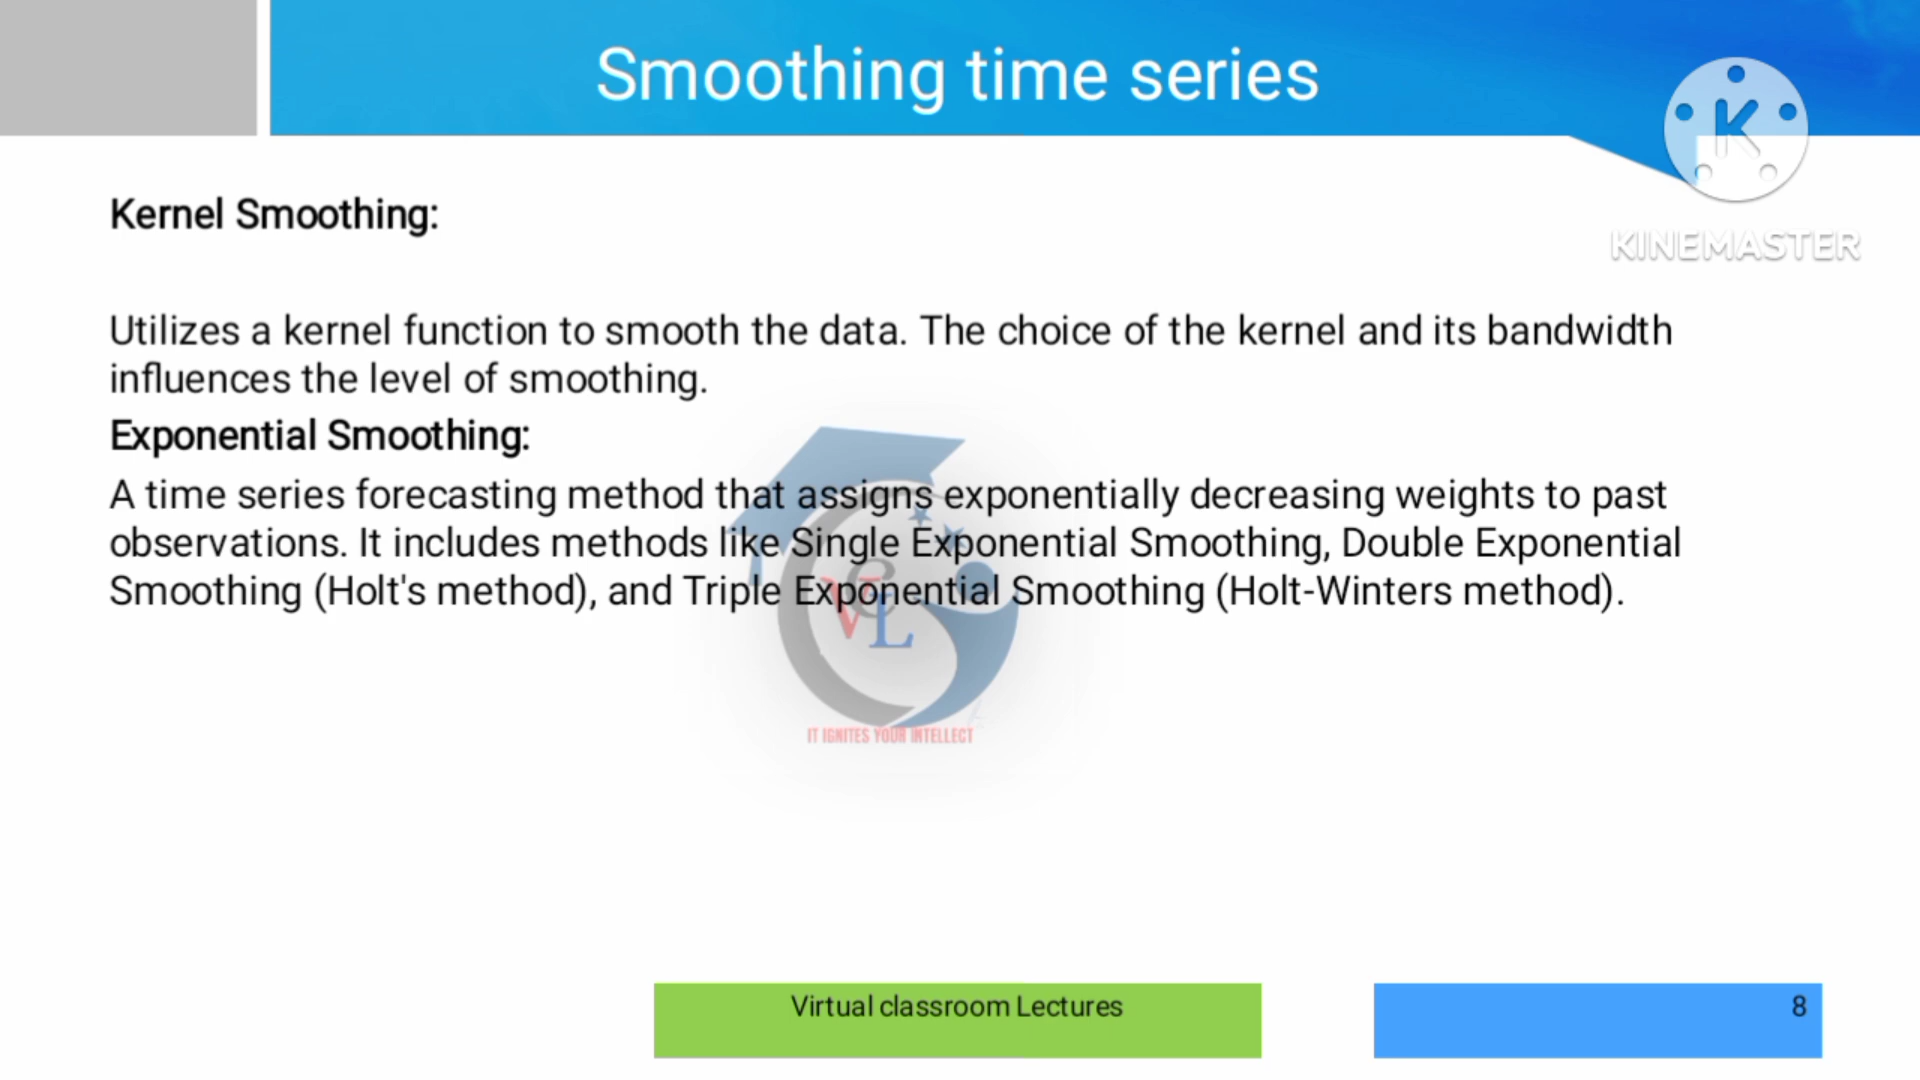 Smoothing time series
K
KINEMASTER
Kernel Smoothing:
Utilizes a kernel function to smooth the data. The choice of the kernel and its bandwidth
influences the level of smoothing.
Exponential Smoothing:
A time series forecasting method that assigns exponentially decreasing weights to past
observations. It includes methods like Single Exponential Smoothing, Double Exponential
Smoothing (Holt's method), and Triple Exponential Smoothing (Holt-Winters method).
VCL
IT IGNITES YOUR INTELLECT
Virtual classroom Lectures
8